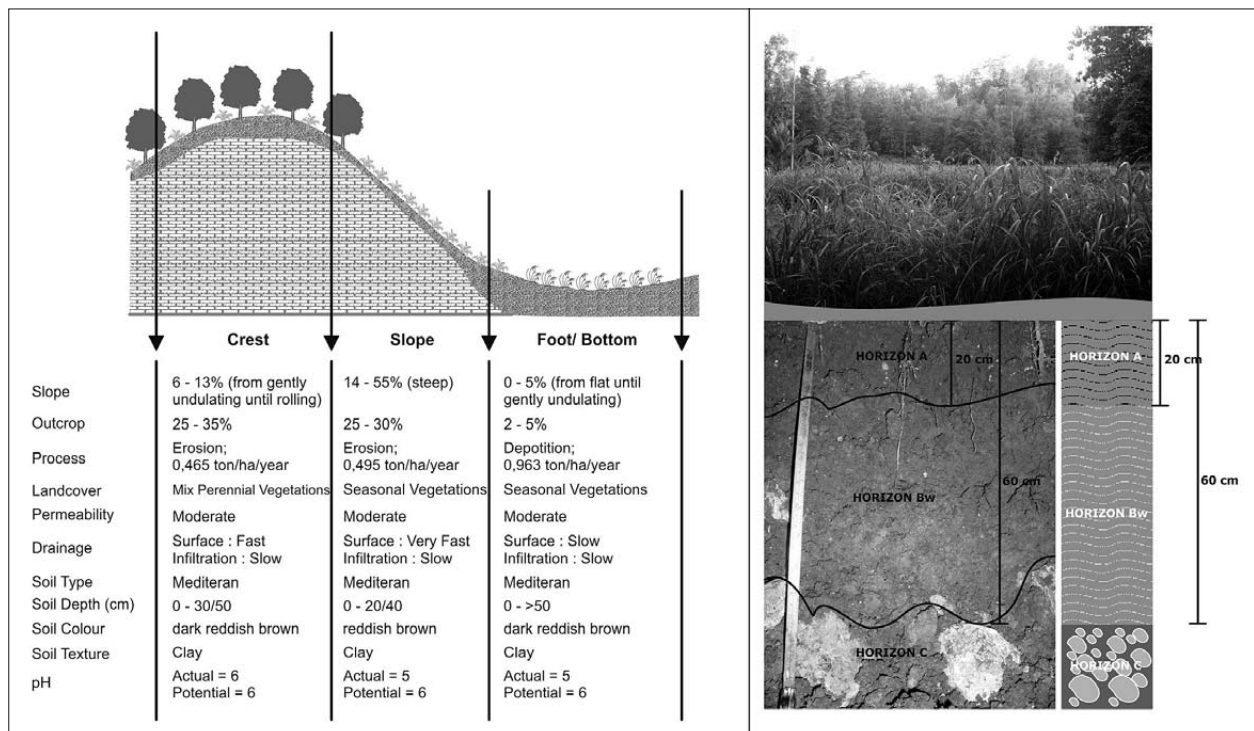 Crest Slope Foot/ Bottom
Slope
6 - 13% (from gently
undulating until rolling)
14 - 55% (steep)
0 - 5% (from flat until
gently undulating)
Outcrop
25 - 35%
25 - 30%
2 - 5%
Process
Erosion;
0,465 ton/ha/year
Erosion;
0,495 ton/ha/year
Depotition;
0,963 ton/ha/year
Landcover
Mix Perennial Vegetations
Seasonal Vegetations
Seasonal Vegetations
Permeability
Moderate
Moderate
Moderate
Drainage
Surface : Fast
Infiltration : Slow
Surface : Very Fast
Infiltration : Slow
Surface : Slow
Infiltration : Slow
Soil Type
Mediteran
Mediteran
Mediteran
Soil Depth (cm)
0 - 30/50
0 - 20/40
0 - >50
Soil Colour
dark reddish brown
reddish brown
dark reddish brown
Soil Texture
Clay
Clay
Clay
pH
Actual = 6
Potential = 6
Actual = 5
Potential = 6
Actual = 5
Potential = 6
HORIZON A
20 cm
HORIZON A
20 cm
60 cm
60 cm
HORIZON Bw
HORIZON Bw
HORIZON C
HORIZON C